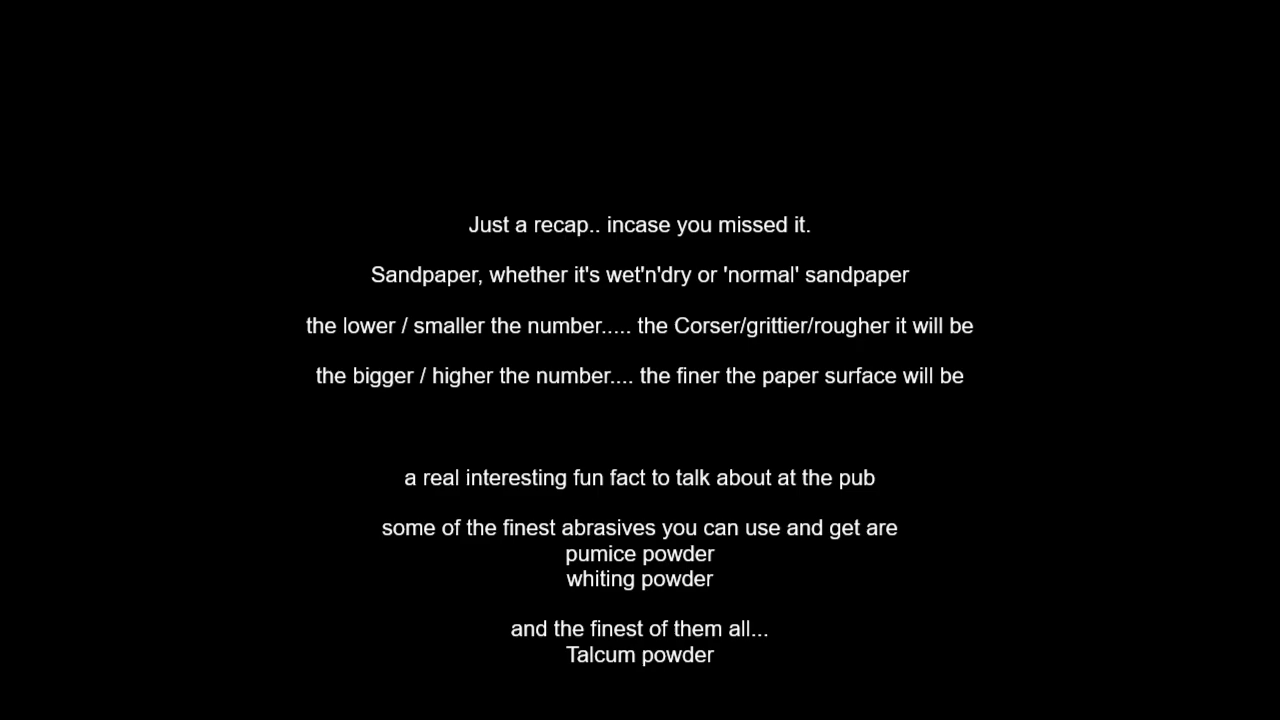 Just a recap.. incase you missed it.
Sandpaper, whether it's wet'n'dry or 'normal' sandpaper
the lower / smaller the number..... the Corser/grittier/rougher it will be
the bigger / higher the number.... the finer the paper surface will be
a real interesting fun fact to talk about at the pub
some of the finest abrasives you can use and get are
pumice powder
whiting powder
and the finest of them all...
Talcum powder